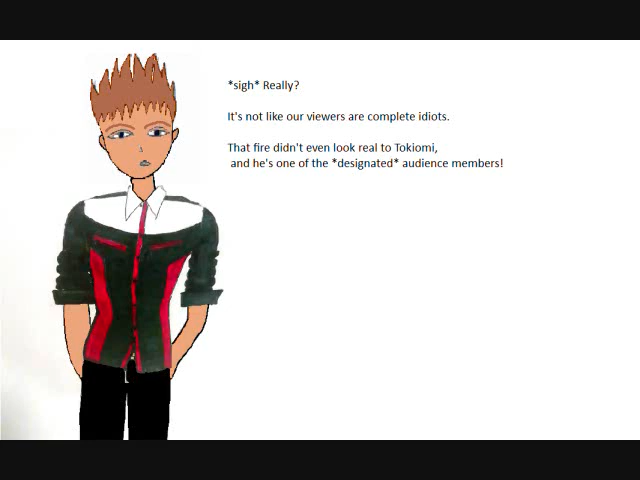 *sigh* Really?
It's not like our viewers are complete idiots.
That fire didn't even look real to Tokiomi,
and he's one of the *designated* audience members!